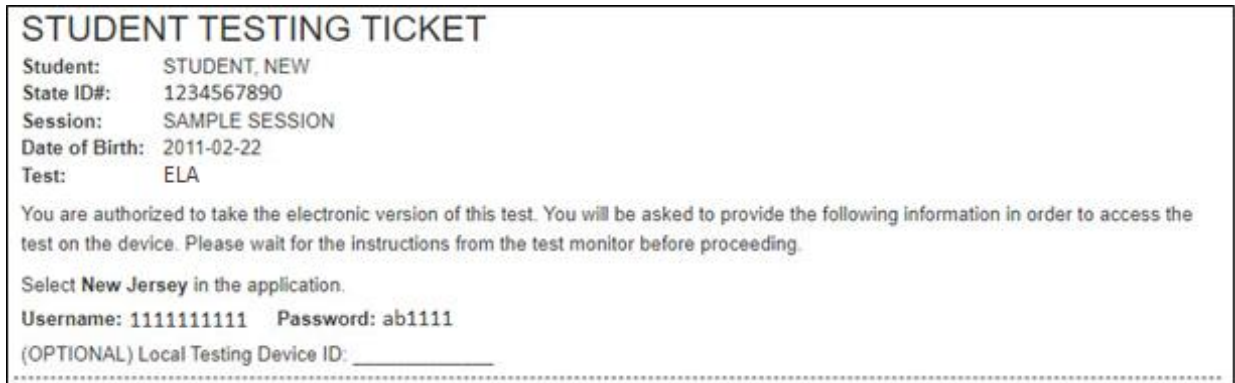 STUDENT TESTING TICKET
Student: STUDENT, NEW
State ID#: 1234567890
Session: SAMPLE SESSION
Date of Birth: 2011-02-22
Test: ELA
You are authorized to take the electronic version of this test. You will be asked to provide the following information in order to access the
test on the device. Please wait for the instructions from the test monitor before proceeding.
Select New Jersey in the application.
Username: 1111111111 Password: ab1111
(OPTIONAL) Local Testing Device ID: ______________